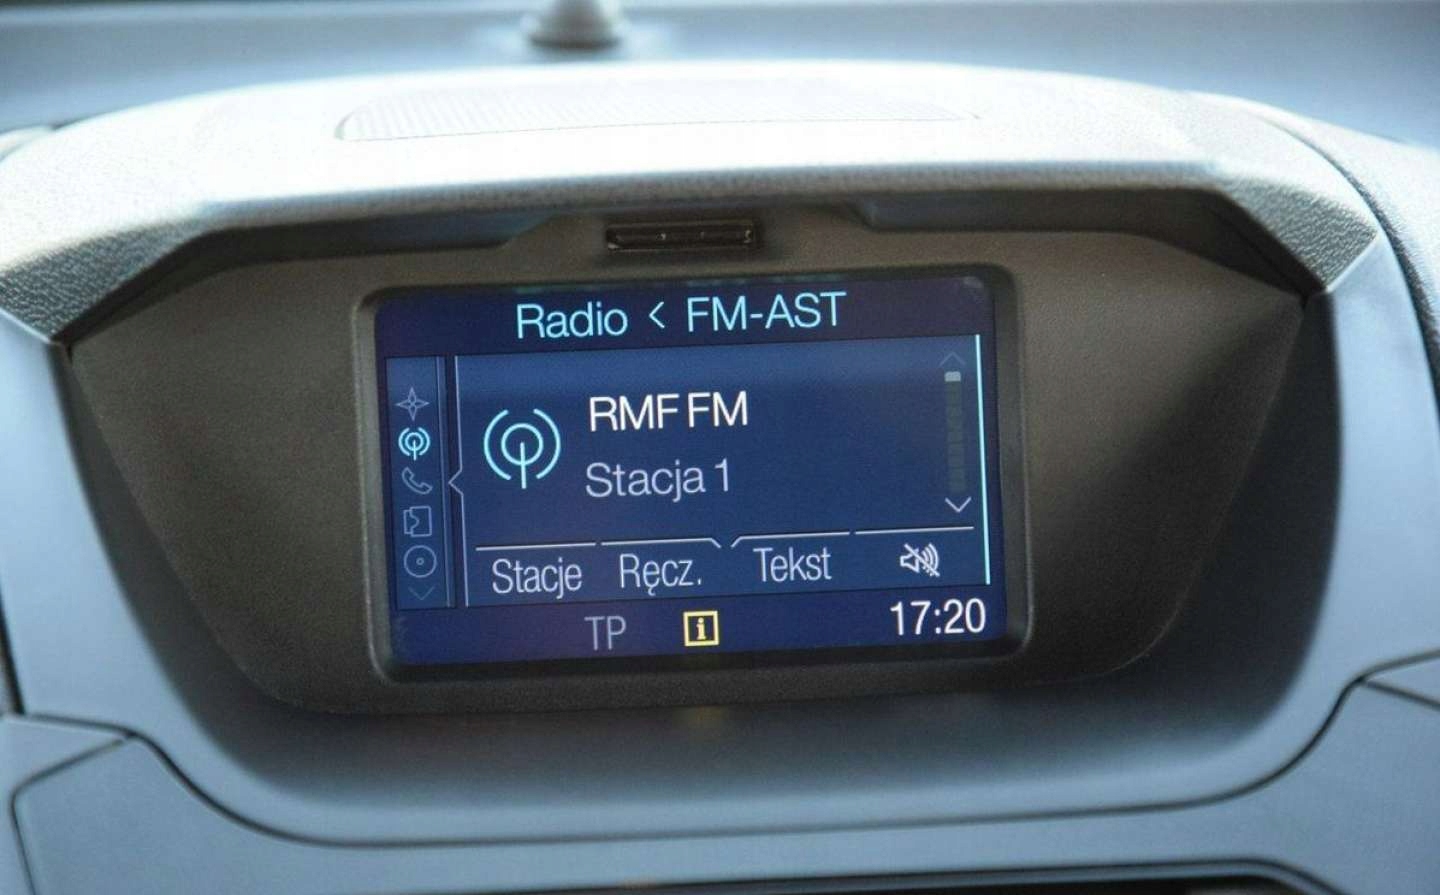 Radio < FM-AST
RMF FM
Stacja 1
Stacje Ręcz. Tekst
TP i 17:20